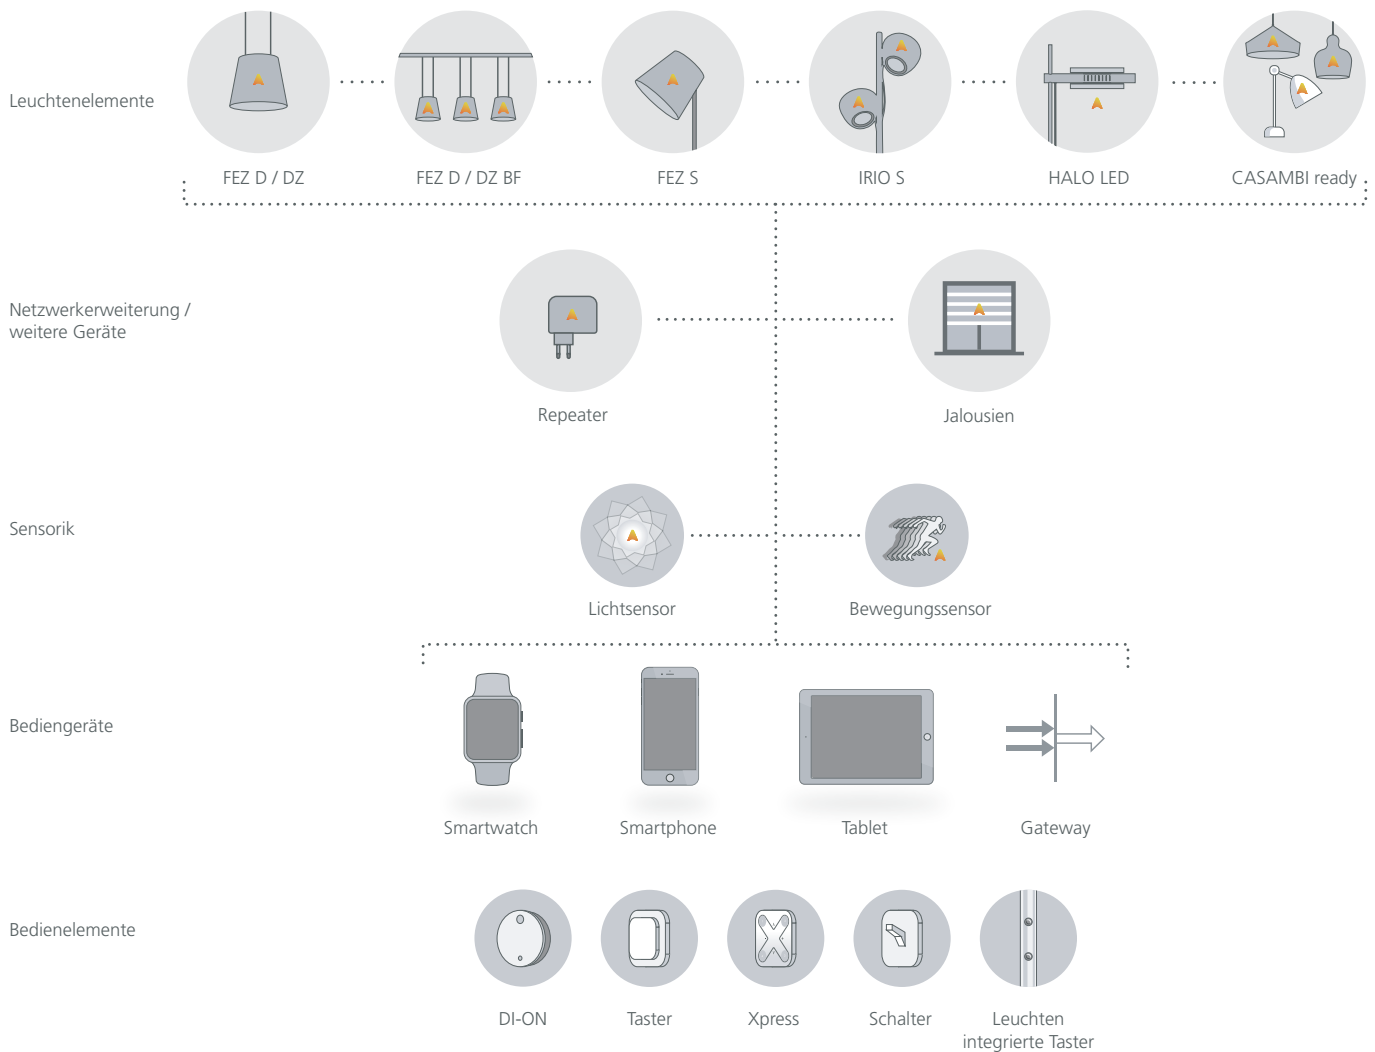 Leuchtenelemente
FEZ D / DZ
FEZ D / DZ BF
FEZ S
IRIO S
HALO LED
CASAMBI ready
Netzwerkerweiterung /
weitere Geräte
Repeater
Jalousien
Sensorik
Lichtsensor
Bewegungssensor
Bediengeräte
Smartwatch
Smartphone
Tablet
Gateway
Bedienelemente
DI-ON
Taster
Xpress
Schalter
Leuchten
integrierte Taster